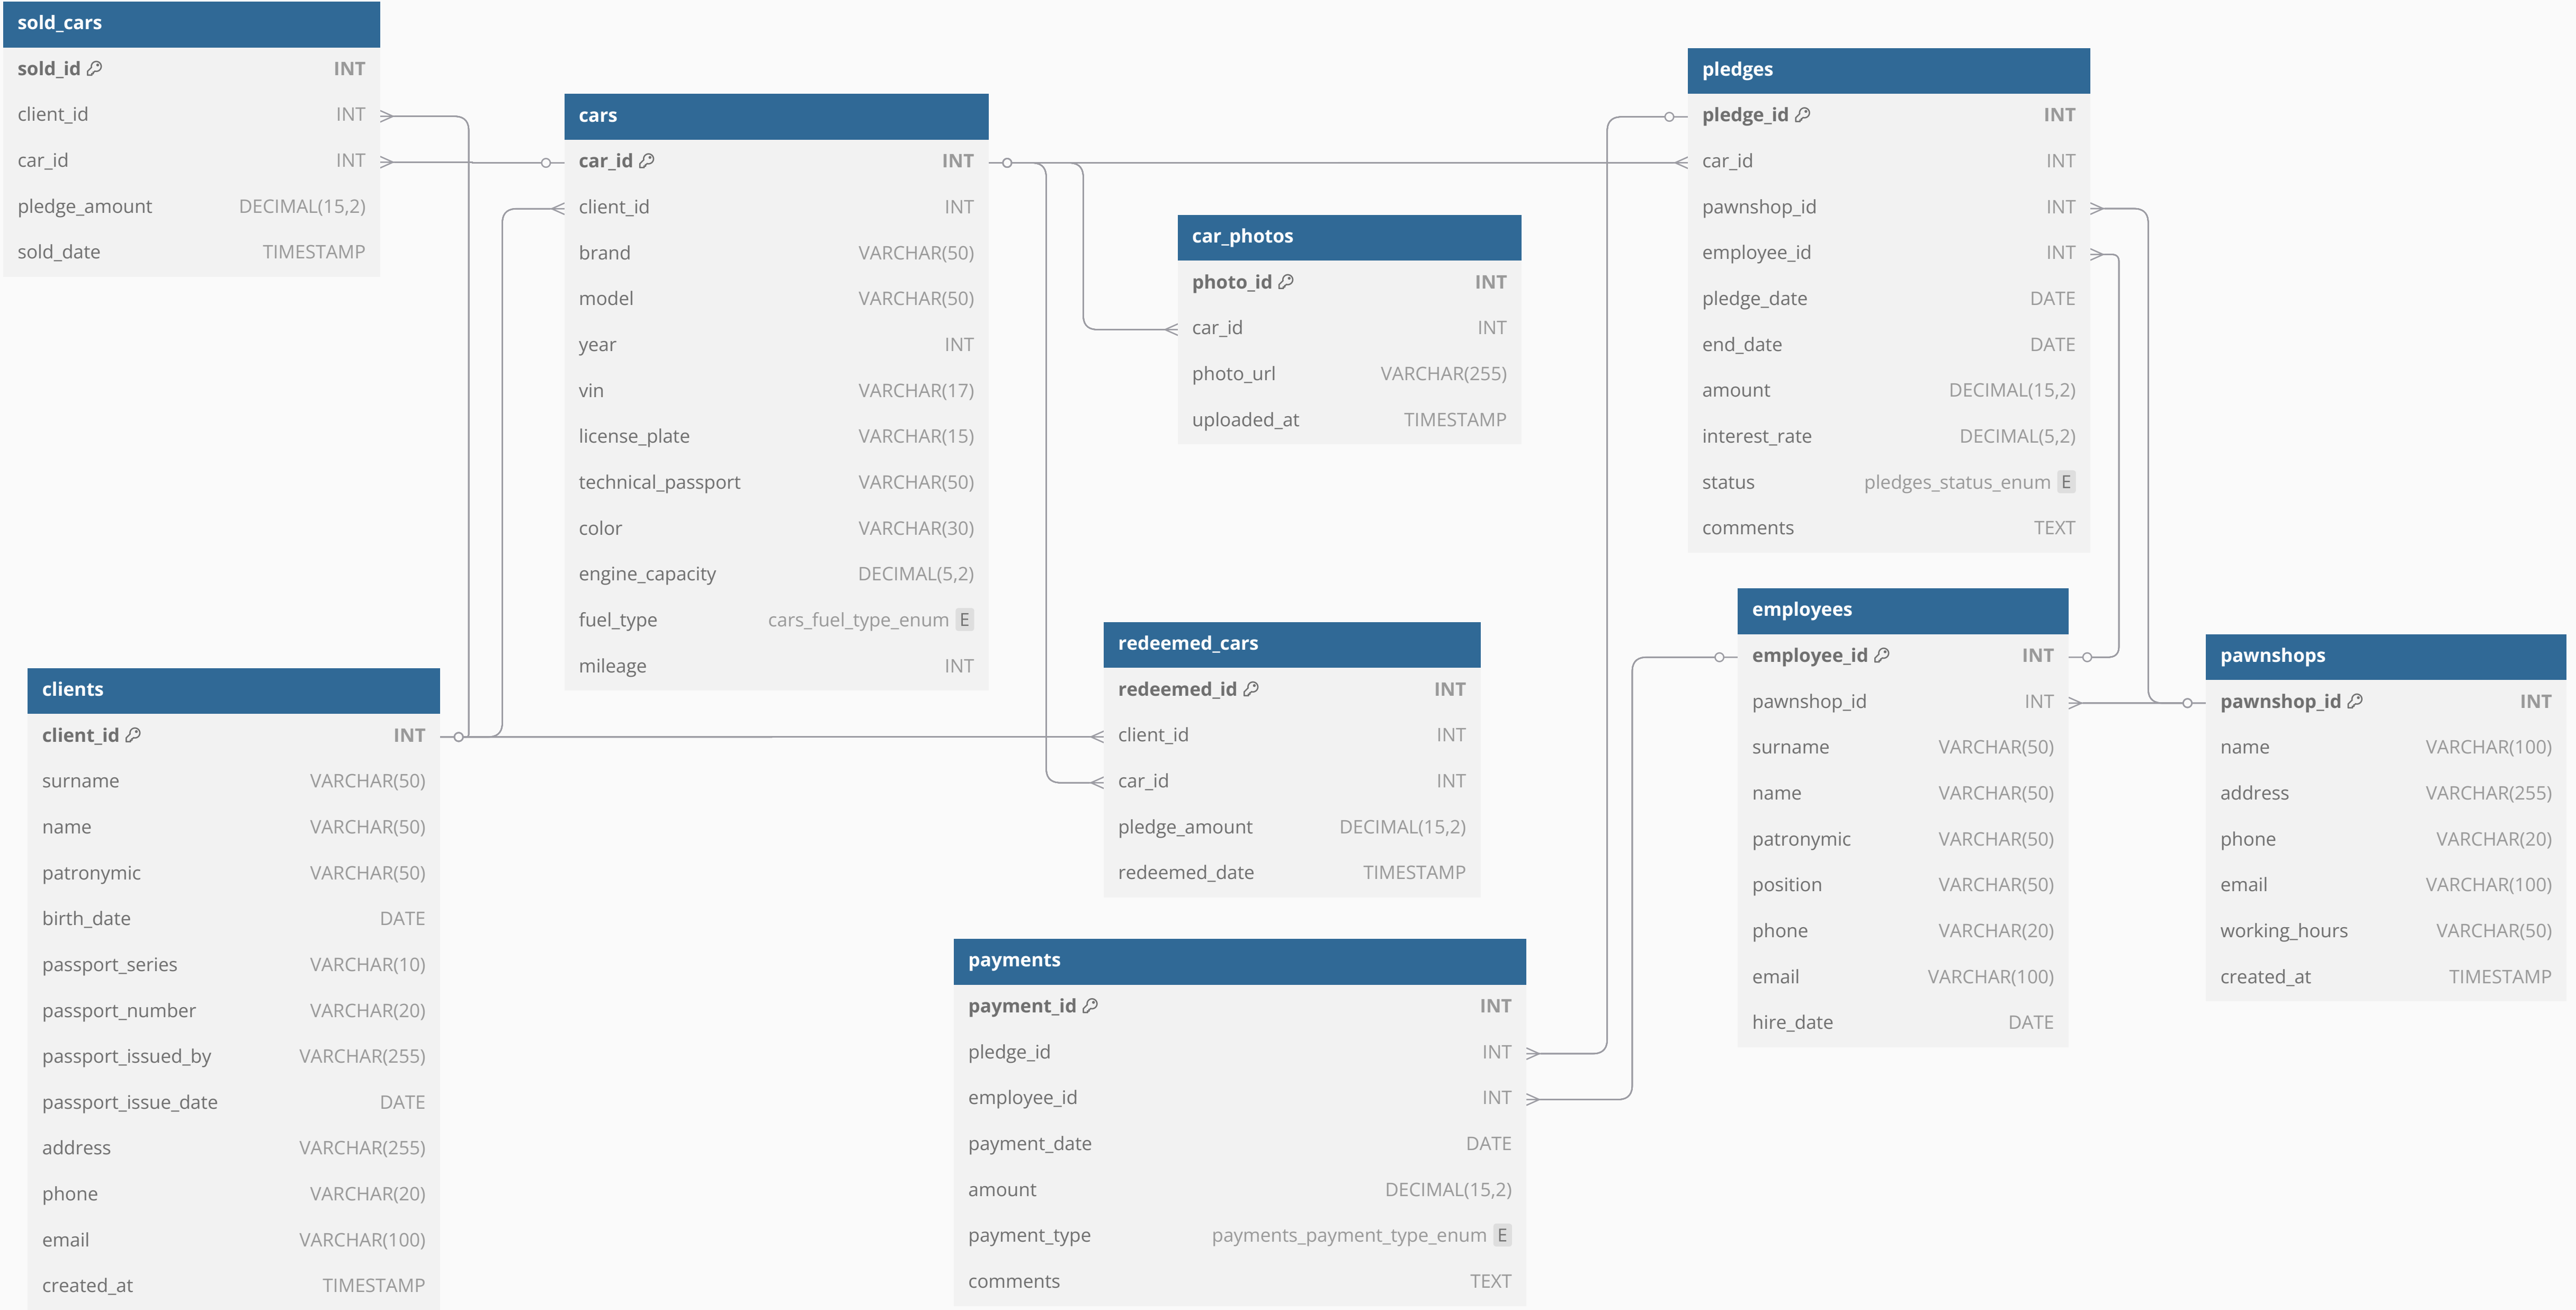 sold_cars
sold_id INT
client_id INT
car_id INT
pledge_amount DECIMAL(15,2)
sold_date TIMESTAMP
cars
car_id INT
client_id INT
brand VARCHAR(50)
model VARCHAR(50)
year INT
vin VARCHAR(17)
license_plate VARCHAR(15)
technical_passport VARCHAR(50)
color VARCHAR(30)
engine_capacity DECIMAL(5,2)
fuel_type cars_fuel_type_enum E
mileage INT
car_photos
photo_id INT
car_id INT
photo_url VARCHAR(255)
uploaded_at TIMESTAMP
pledges
pledge_id INT
car_id INT
pawnshop_id INT
employee_id INT
pledge_date DATE
end_date DATE
amount DECIMAL(15,2)
interest_rate DECIMAL(5,2)
status pledges_status_enum E
comments TEXT
clients
client_id INT
surname VARCHAR(50)
name VARCHAR(50)
patronymic VARCHAR(50)
birth_date DATE
passport_series VARCHAR(10)
passport_number VARCHAR(20)
passport_issued_by VARCHAR(255)
passport_issue_date DATE
address VARCHAR(255)
phone VARCHAR(20)
email VARCHAR(100)
created_at TIMESTAMP
redeemed_cars
redeemed_id INT
client_id INT
car_id INT
pledge_amount DECIMAL(15,2)
redeemed_date TIMESTAMP
payments
payment_id INT
pledge_id INT
employee_id INT
payment_date DATE
amount DECIMAL(15,2)
payment_type payments_payment_type_enum E
comments TEXT
employees
employee_id INT
pawnshop_id INT
surname VARCHAR(50)
name VARCHAR(50)
patronymic VARCHAR(50)
position VARCHAR(50)
phone VARCHAR(20)
email VARCHAR(100)
hire_date DATE
pawnshops
pawnshop_id INT
name VARCHAR(100)
address VARCHAR(255)
phone VARCHAR(20)
email VARCHAR(100)
working_hours VARCHAR(50)
created_at TIMESTAMP